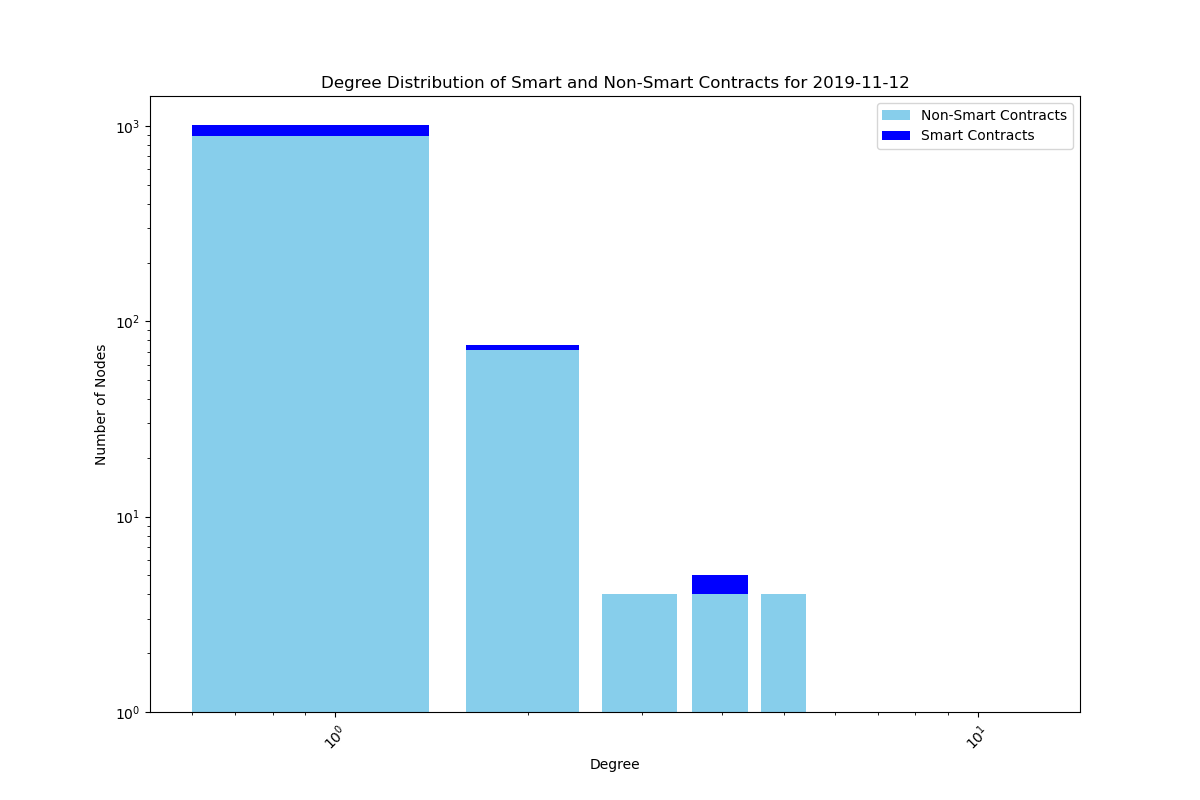 Degree Distribution of Smart and Non-Smart Contracts for 2019-11-12
Non-Smart Contracts
Smart Contracts
Number of Nodes
10³
10²
10¹
10⁰
10⁰
10¹
Degree